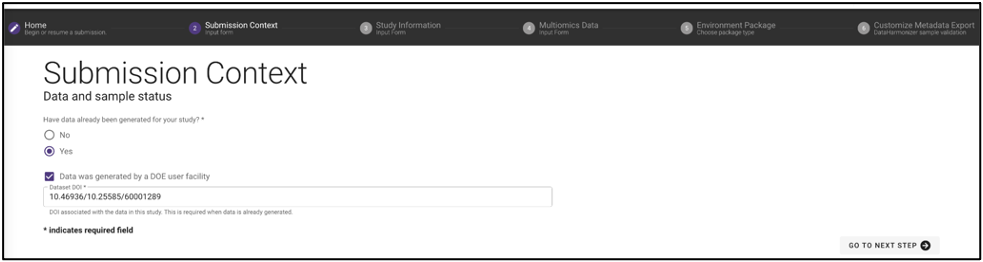 Home
Begin or resume a submission.
2 Submission Context
Input form
3 Study Information
Input Form
4 Multiomics Data
Input Form
5 Environment Package
Choose package type
6 Customize Metadata Export
DataHarmonizer sample validation
Submission Context
Data and sample status
Have data already been generated for your study? *
No
Yes
Data was generated by a DOE user facility
Dataset DOI *
10.46936/10.25585/60001289
DOI associated with the data in this study. This is required when data is already generated.
* indicates required field
GO TO NEXT STEP